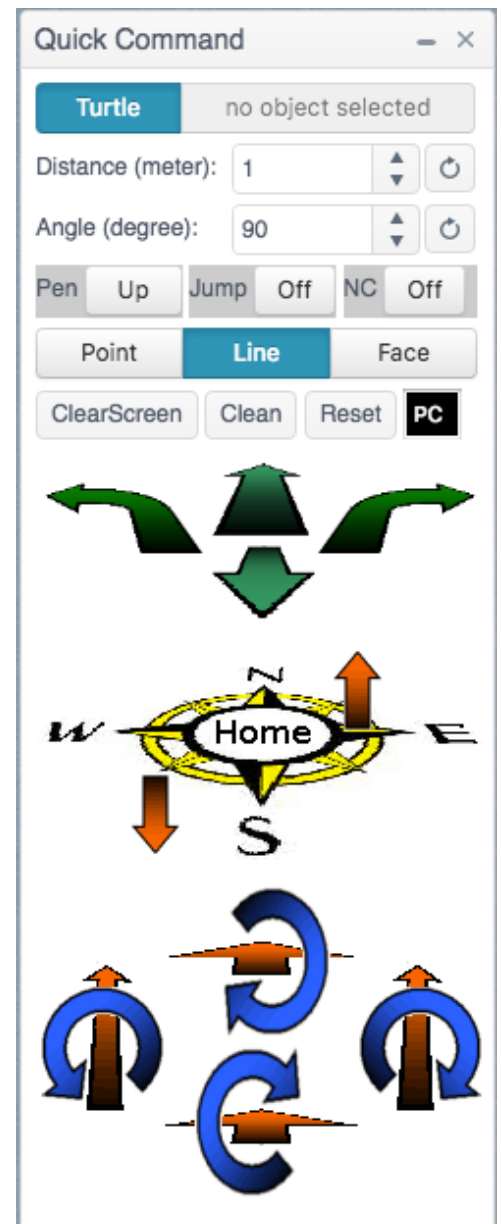 Quick Command
Turtle no object selected
Distance (meter): 1
Angle (degree): 90
Pen Up Jump Off NC Off
Point Line Face
ClearScreen Clean Reset PC
N
W Home E
S